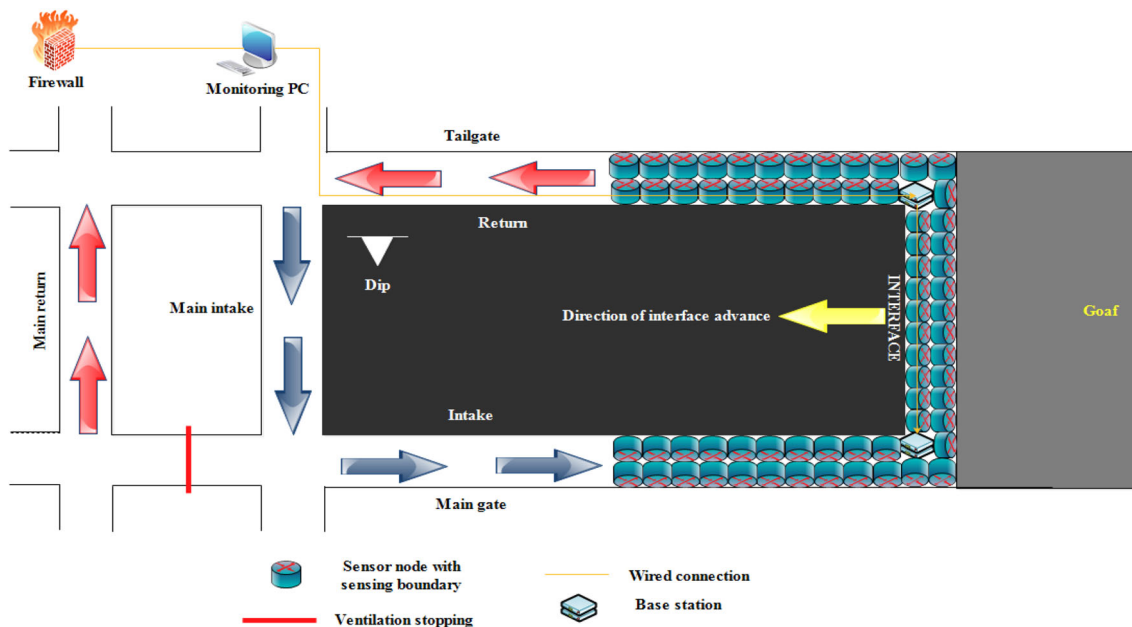 Firewall
Monitoring PC
Tailgate
Return
Dip
Main return
Main intake
Direction of interface advance
INTERFACE
Goaf
Intake
Main gate
Sensor node with
sensing boundary
Wired connection
Base station
Ventilation stopping